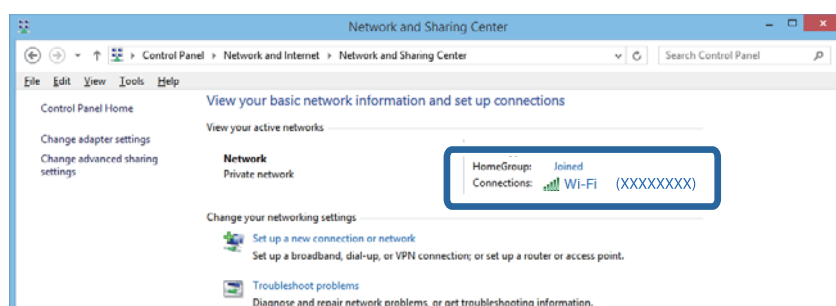 Network and Sharing Center
Control Panel Network and Internet Network and Sharing Center Search Control Panel
File Edit View Tools Help
Control Panel Home
Change adapter settings
Change advanced sharing
settings
View your basic network information and set up connections
View your active networks
Network
Private network
HomeGroup: Joined
Connections: Wi-Fi (XXXXXXXX)
Change your networking settings
Set up a new connection or network
Set up a broadband, dial-up, or VPN connection; or set up a router or access point.
Troubleshoot problems
Diagnose and repair network problems, or get troubleshooting information.